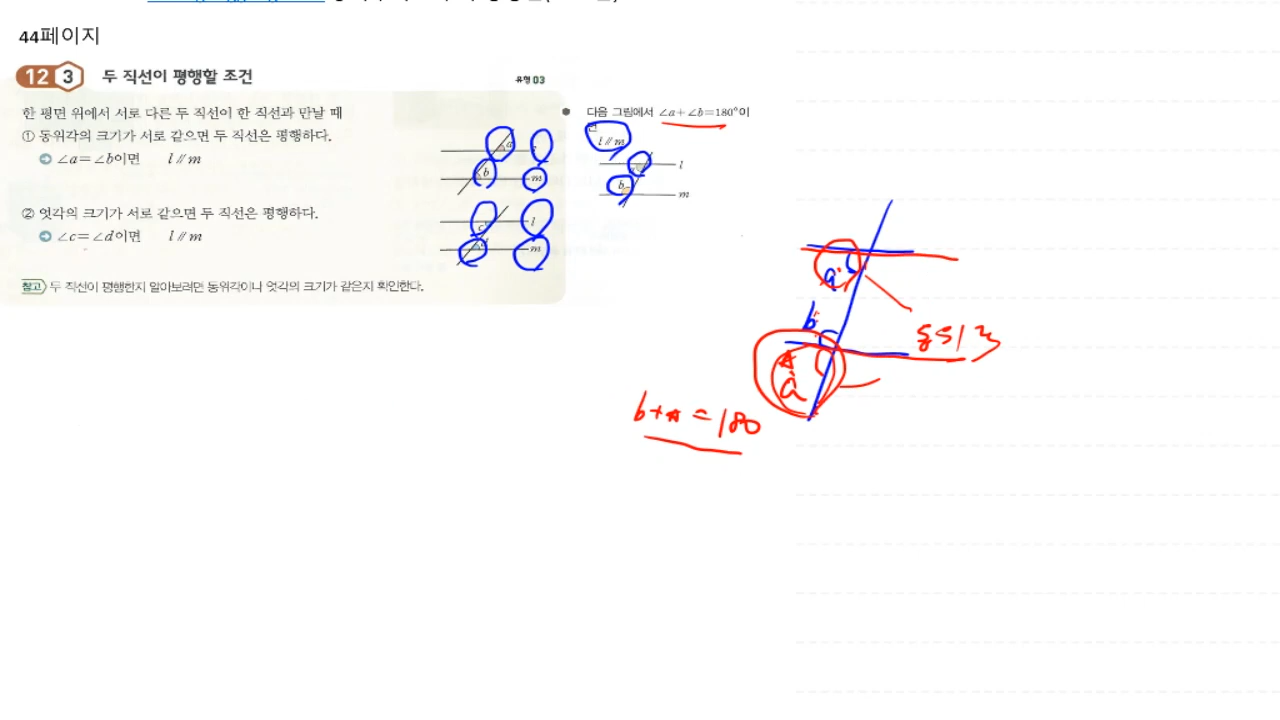 44페이지
12 3 두 직선이 평행할 조건
유형 03
한 평면 위에서 서로 다른 두 직선이 한 직선과 만날 때
① 동위각의 크기가 서로 같으면 두 직선은 평행하다.
∠a=∠b이면 l∥m
② 엇각의 크기가 서로 같으면 두 직선은 평행하다.
∠c=∠d이면 l∥m
참고 두 직선이 평행한지 알아보려면 동위각이나 엇각의 크기가 같은지 확인한다.
a
b
m
c
l
d
m
다음 그림에서 ∠a+∠b=180°이
면
l∥m
l
b
m
a
b
a
b+★=180